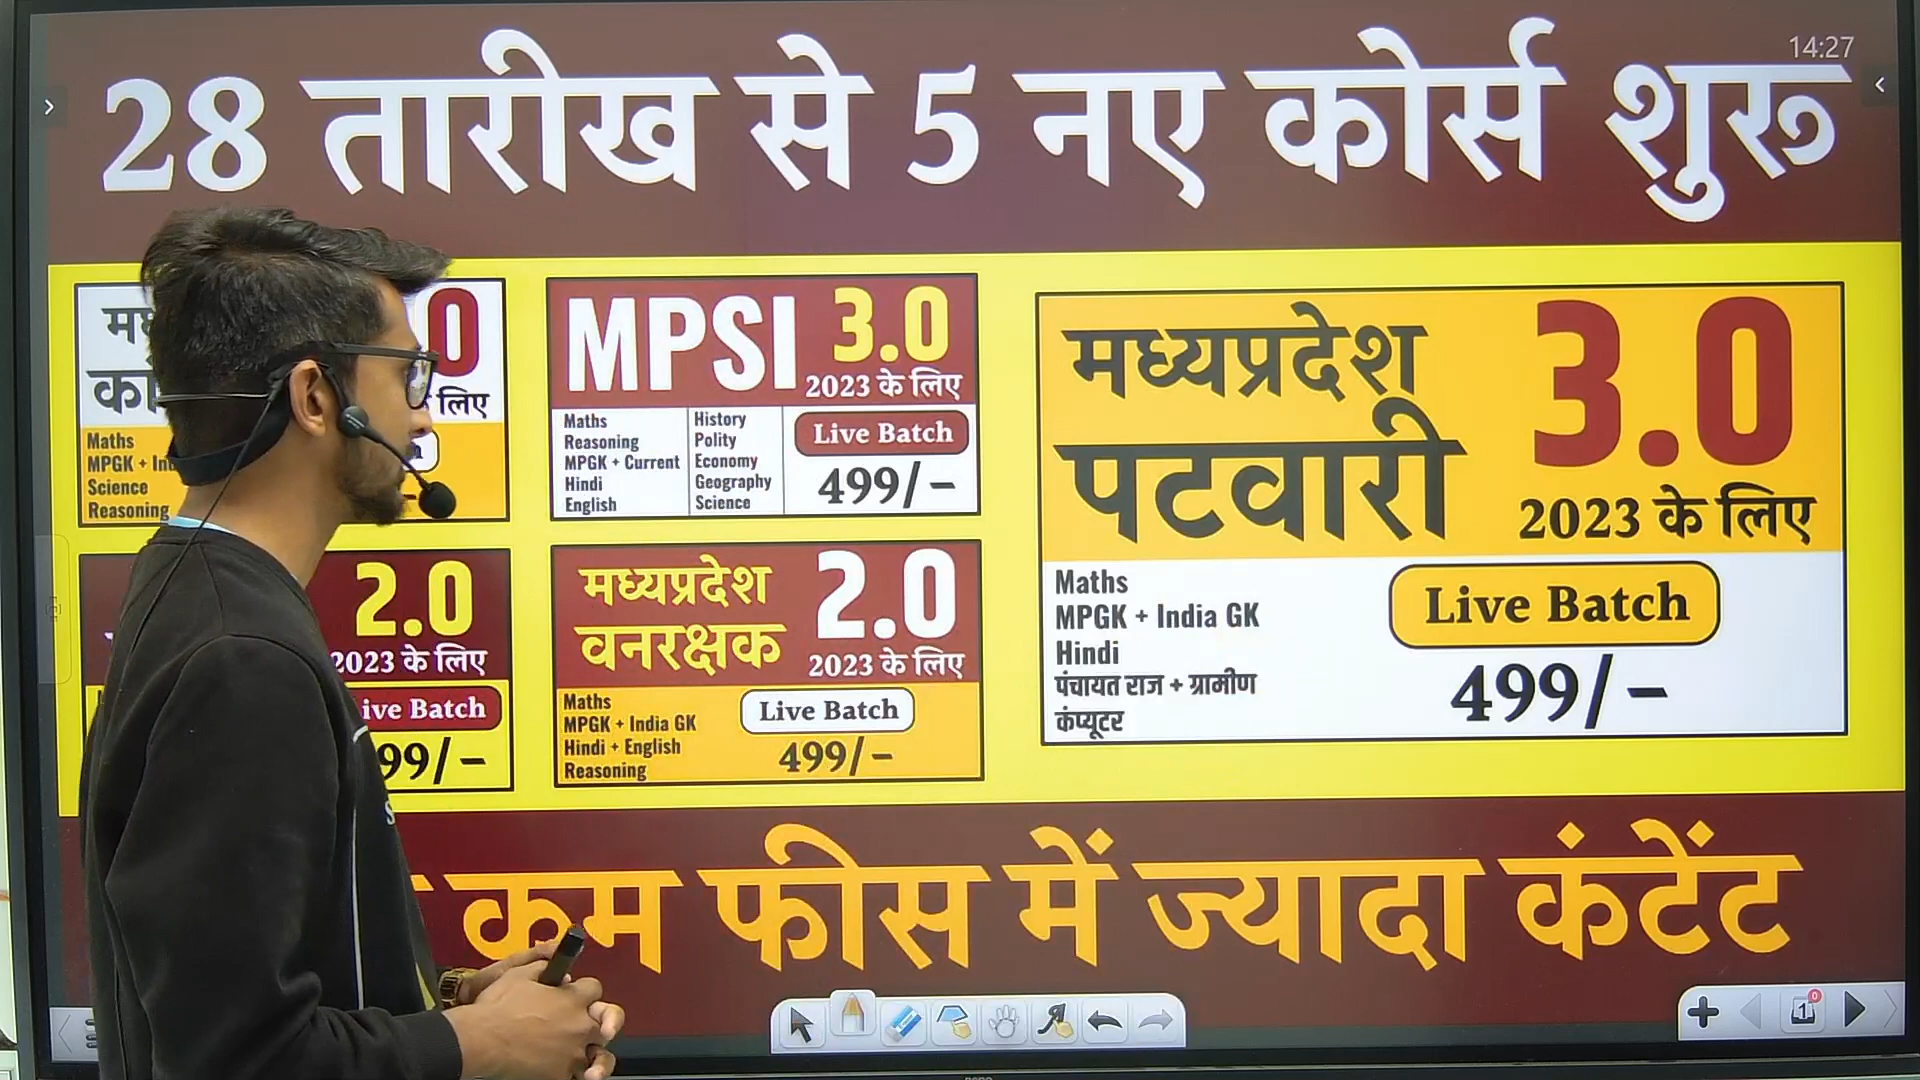 14:27
28 तारीख से 5 नए कोर्स शुरू
0
लिए
Maths
MPGK +
Science
Reasoning
MPSI 3.0
2023 के लिए
Maths
Reasoning
MPGK + Current
Hindi
English
History
Polity
Economy
Geography
Science
Live Batch
499/-
2.0
2023 के लिए
ive Batch
99/-
मध्यप्रदेश
वनरक्षक
2.0
2023 के लिए
Maths
MPGK + India GK
Hindi + English
Reasoning
Live Batch
499/-
मध्यप्रदेश
पटवारी
3.0
2023 के लिए
Maths
MPGK + India GK
Hindi
पंचायत राज + ग्रामीण
कंप्यूटर
Live Batch
499/-
कम फीस में ज्यादा कंटेंट
1
0